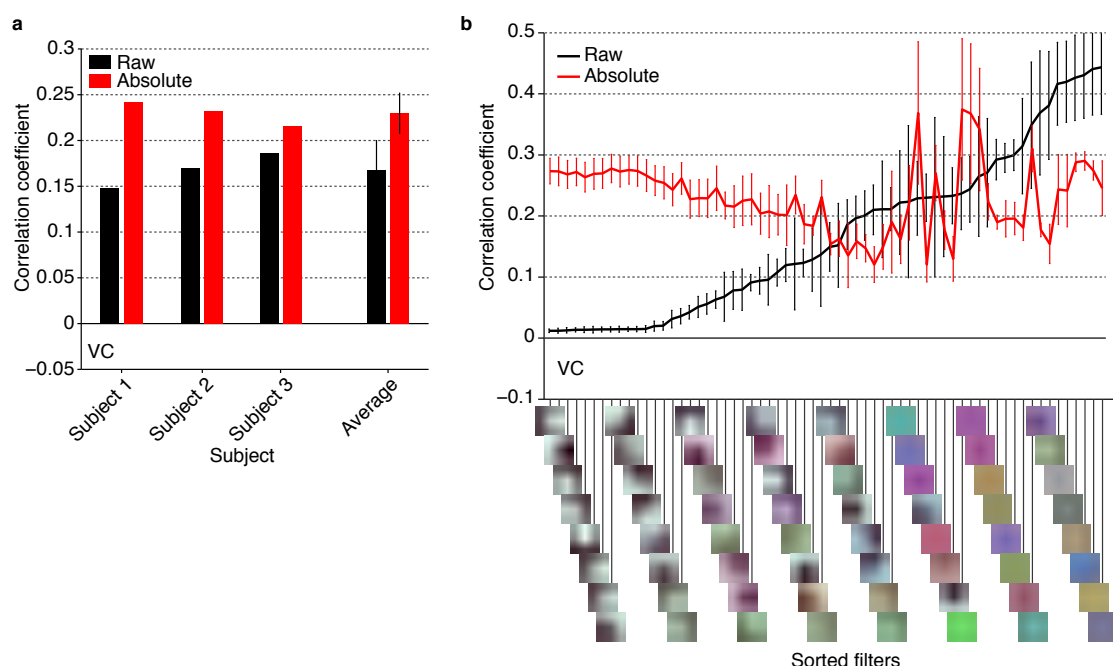 a
0.3
0.25
0.2
0.15
0.1
0.05
0
−0.05
Correlation coefficient
Raw
Absolute
VC
Subject 1
Subject 2
Subject 3
Average
Subject
b
0.5
0.4
0.3
0.2
0.1
0
−0.1
Correlation coefficient
Raw
Absolute
VC
Sorted filters